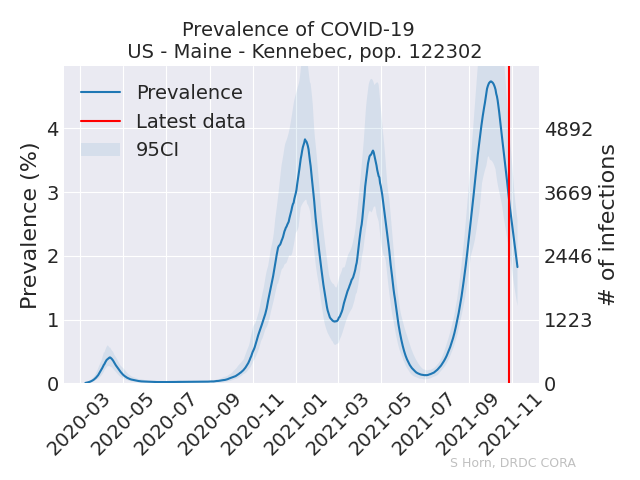 Prevalence of COVID-19
US - Maine - Kennebec, pop. 122302
Prevalence
Latest data
95CI
Prevalence (%)
4
3
2
1
0
4892
3669
2446
1223
0
# of infections
2020-03
2020-05
2020-07
2020-09
2020-11
2021-01
2021-03
2021-05
2021-07
2021-09
2021-11
S Horn, DRDC CORA